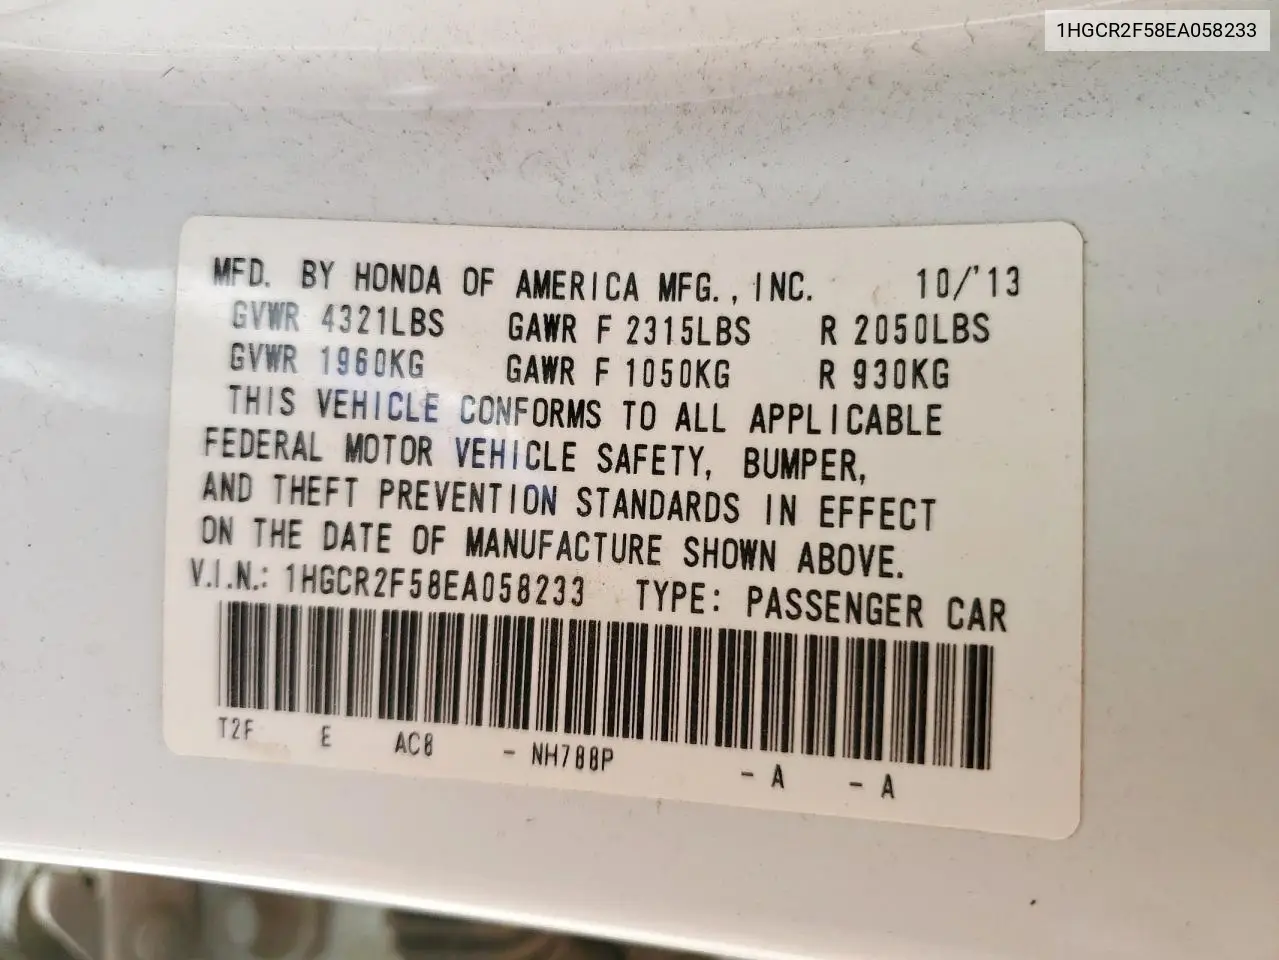 1HGCR2F58EA058233
MFD. BY HONDA OF AMERICA MFG., INC. 10/'13
GVWR 4321LBS GAWR F 2315LBS R 2050LBS
GVWR 1960KG GAWR F 1050KG R 930KG
THIS VEHICLE CONFORMS TO ALL APPLICABLE
FEDERAL MOTOR VEHICLE SAFETY, BUMPER,
AND THEFT PREVENTION STANDARDS IN EFFECT
ON THE DATE OF MANUFACTURE SHOWN ABOVE.
V.I.N.: 1HGCR2F58EA058233 TYPE: PASSENGER CAR
T2F E AC8 - NH788P - A - A